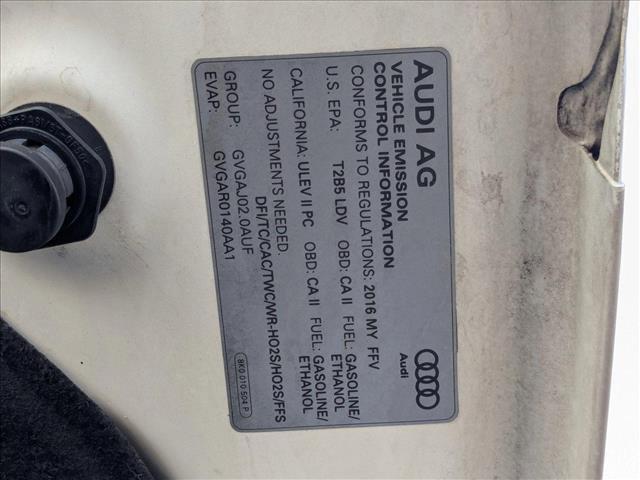 AUDI AG
Audi
VEHICLE EMISSION
CONTROL INFORMATION
CONFORMS TO REGULATIONS: 2016 MY FFV
U.S. EPA: T2B5 LDV OBD: CA II FUEL: GASOLINE/
ETHANOL
CALIFORNIA: ULEV II PC OBD: CA II FUEL: GASOLINE/
ETHANOL
NO ADJUSTMENTS NEEDED.
DFI/TC/CAC/TWC/WR-HO2S/HO2S/FFS
GROUP: GVGAJ02.0AUF
EVAP: GVGAR0140AA1
8K0 010 504 P